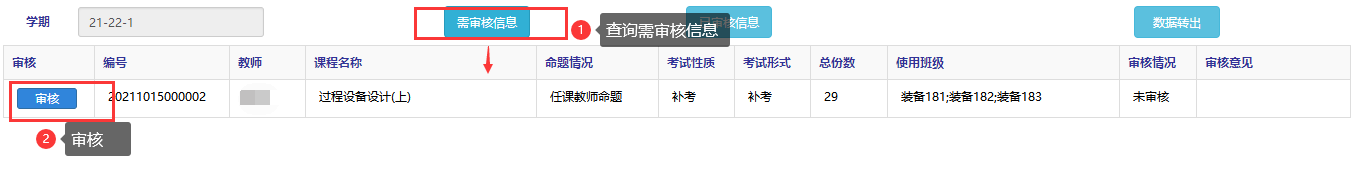 学期 21-22-1 需审核信息 1 查询需审核信息 审核信息 数据转出
审核 编号 教师 课程名称 命题情况 考试性质 考试形式 总份数 使用班级 审核情况 审核意见
审核 20211015000002 过程设备设计(上) 任课教师命题 补考 补考 29 装备181;装备182;装备183 未审核
2 审核